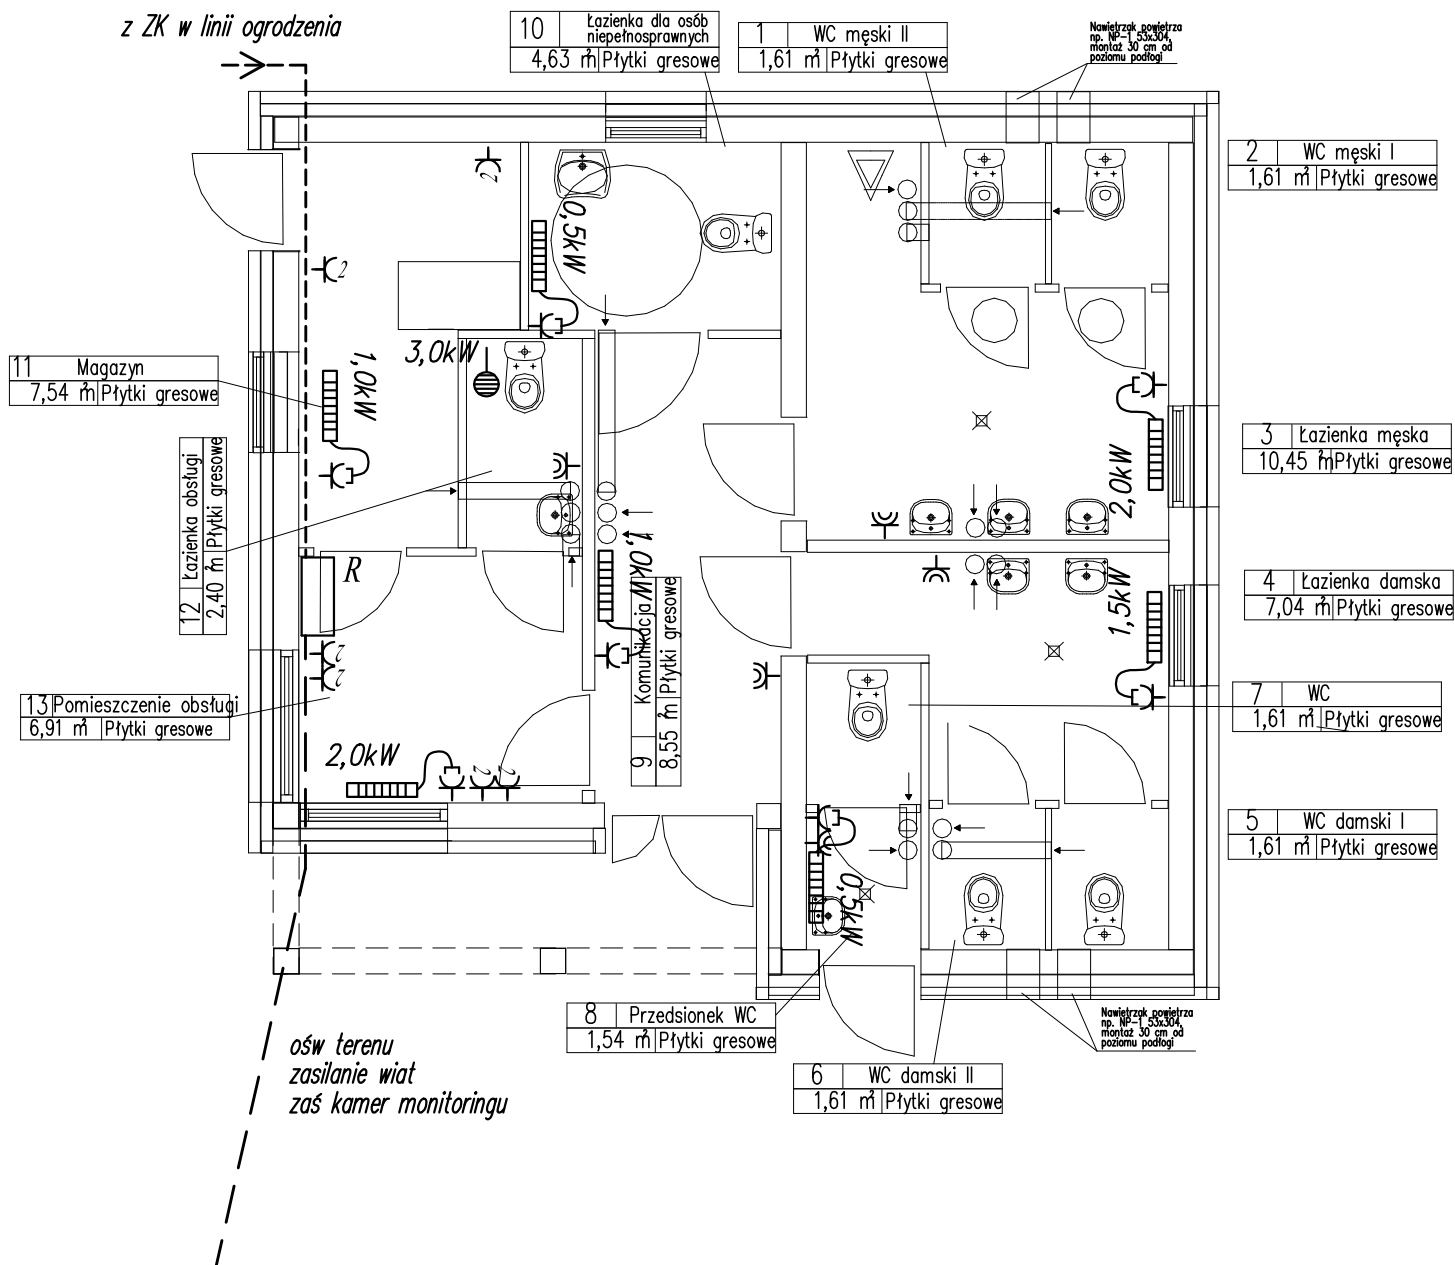 z ZK w linii ogrodzenia
10 Łazienka dla osób
niepełnosprawnych
4,63 m² Płytki gresowe
1 WC męski II
1,61 m² Płytki gresowe
Nawietrzak powietrza
np. NP-1 53x304,
montaż 30 cm od
poziomu podłogi
2 WC męski I
1,61 m² Płytki gresowe
2
2
0,5kW
11 Magazyn
7,54 m² Płytki gresowe
1,0kW
3,0kW
12 Łazienka obsługi
2,40 m² Płytki gresowe
3 Łazienka męska
10,45 m² Płytki gresowe
2,0kW
R
1,0kW
1,5kW
4 Łazienka damska
7,04 m² Płytki gresowe
2
2
9 Komunikacja
8,55 m² Płytki gresowe
13 Pomieszczenie obsługi
6,91 m² Płytki gresowe
7 WC
1,61 m² Płytki gresowe
2,0kW
2
2
5 WC damski I
1,61 m² Płytki gresowe
0,5kW
8 Przedsionek WC
1,54 m² Płytki gresowe
Nawietrzak powietrza
np. NP-1 53x304,
montaż 30 cm od
poziomu podłogi
ośw terenu
zasilanie wiat
zaś kamer monitoringu
6 WC damski II
1,61 m² Płytki gresowe